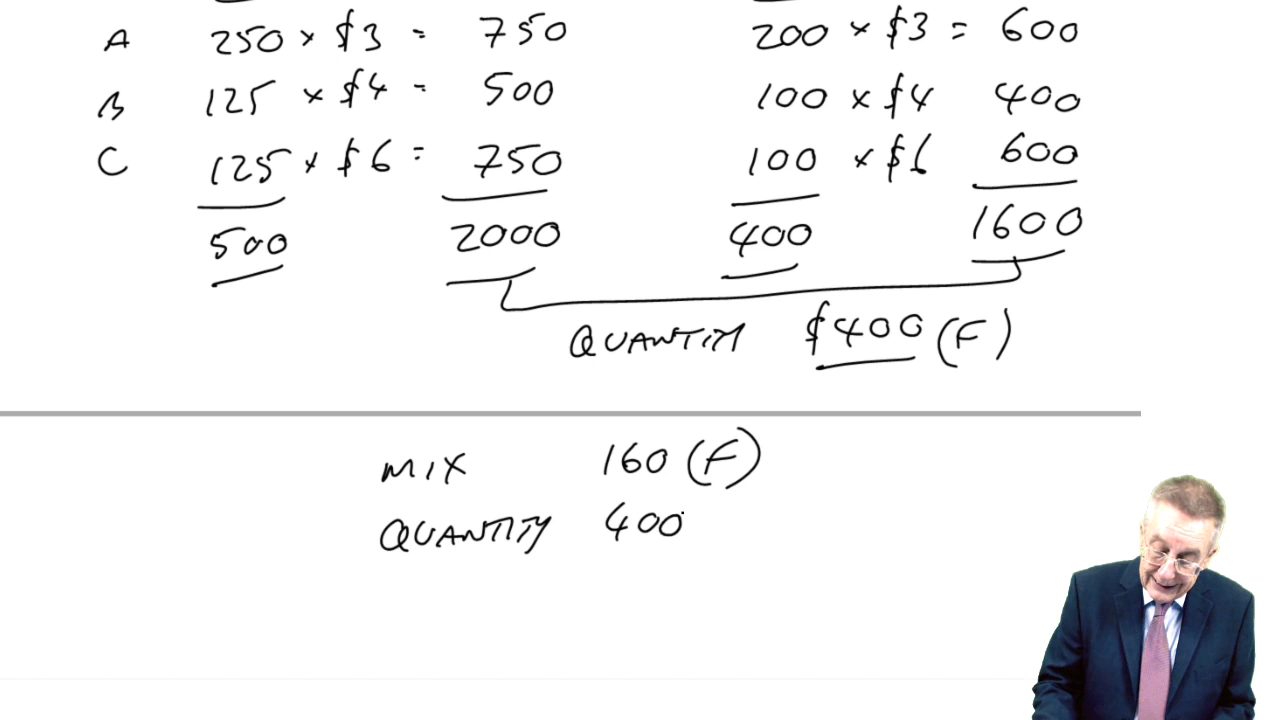 A 250 × $3 = 750 200 × $3 = 600
B 125 × $4 = 500 100 × $4 400
C 125 × $6 = 750 100 × $6 600
500 2000 400 1600
QUANTITY $400 (F)
MIX 160 (F)
QUANTITY 400